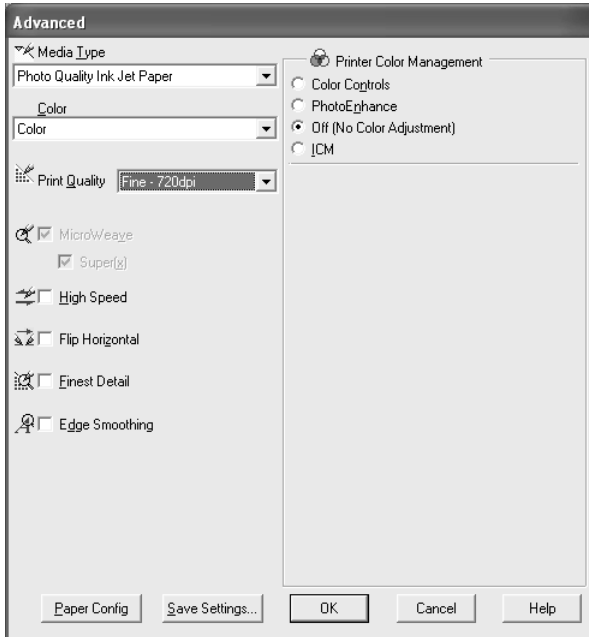 Advanced
Media Type
Photo Quality Ink Jet Paper
Color
Color
Print Quality
Fine - 720dpi
MicroWeave
Super(x)
High Speed
Flip Horizontal
Finest Detail
Edge Smoothing
Printer Color Management
Color Controls
PhotoEnhance
Off (No Color Adjustment)
ICM
Paper Config
Save Settings...
OK
Cancel
Help